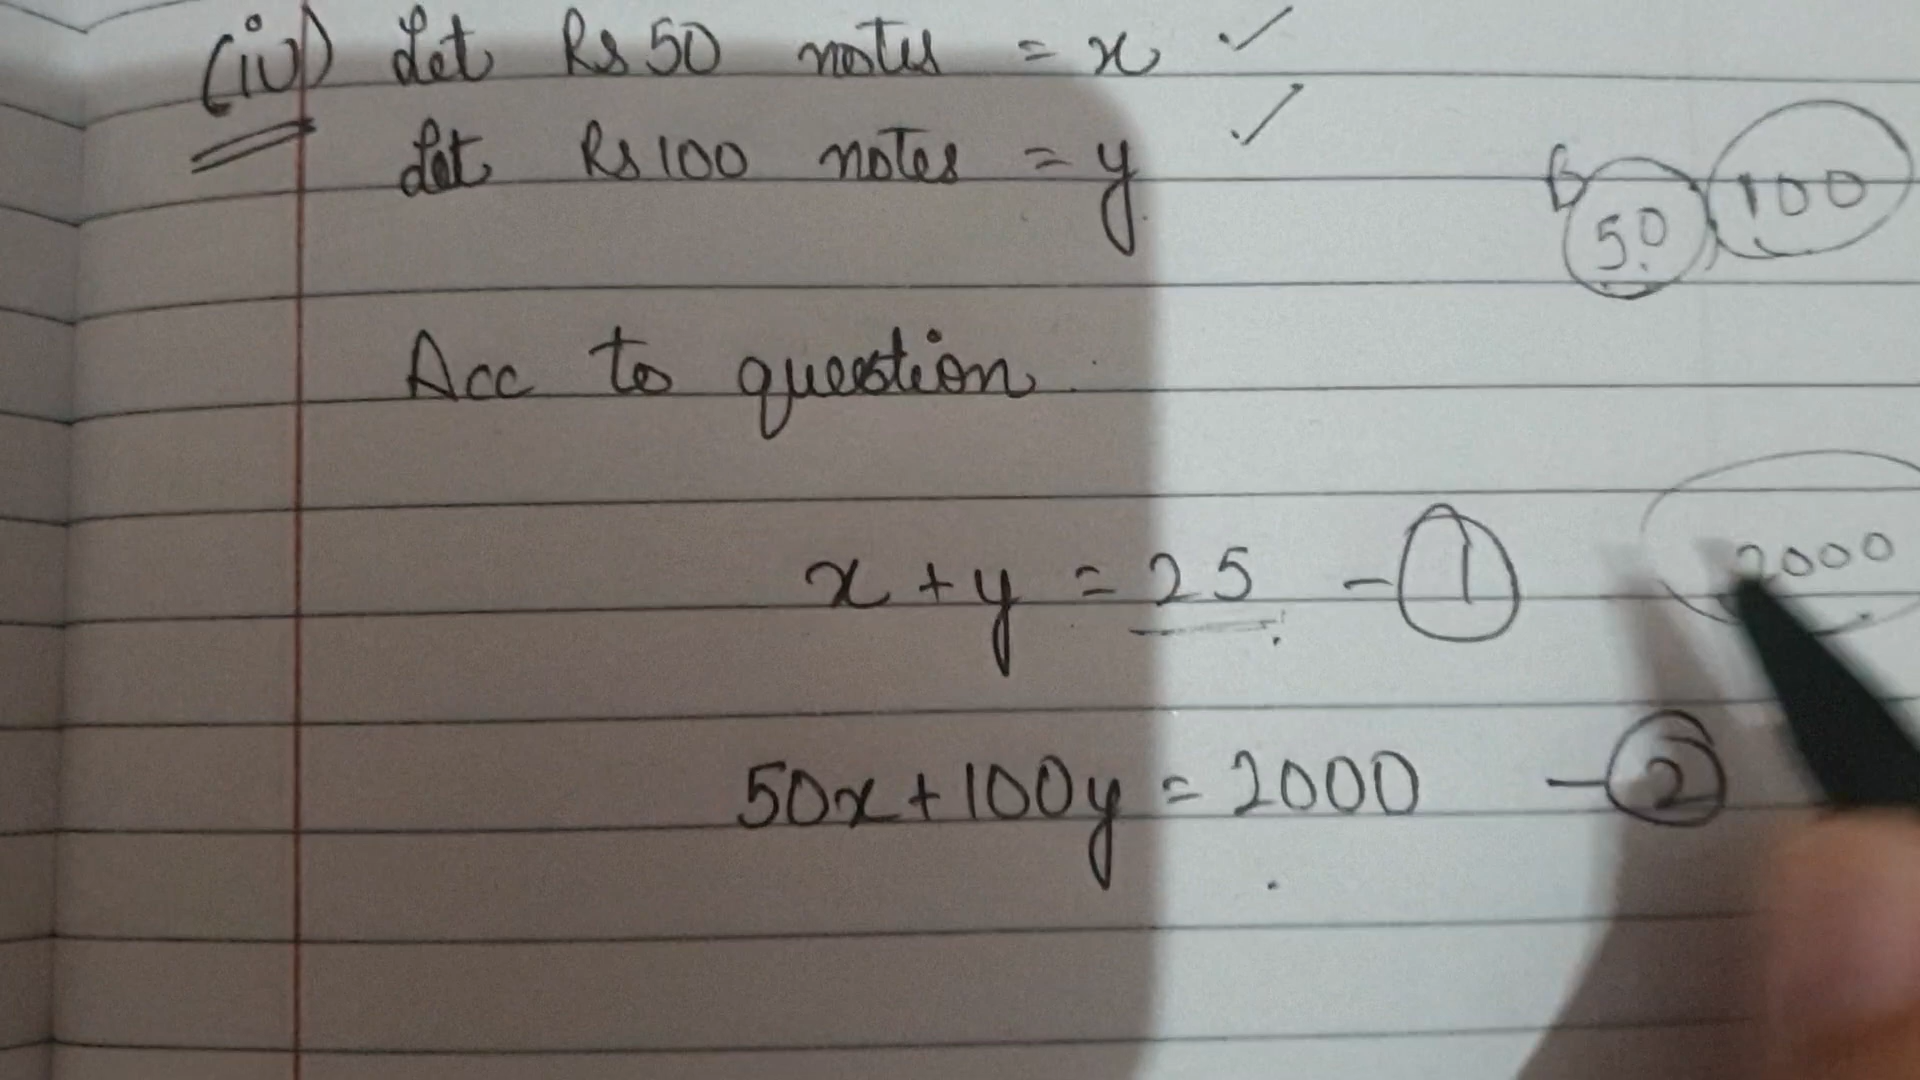 (iv) Let Rs 50 notes = x ✓
Let Rs 100 notes = y ✓
50 100
Acc to question
x + y = 25 - 1
2000
50x + 100y = 2000 - 2